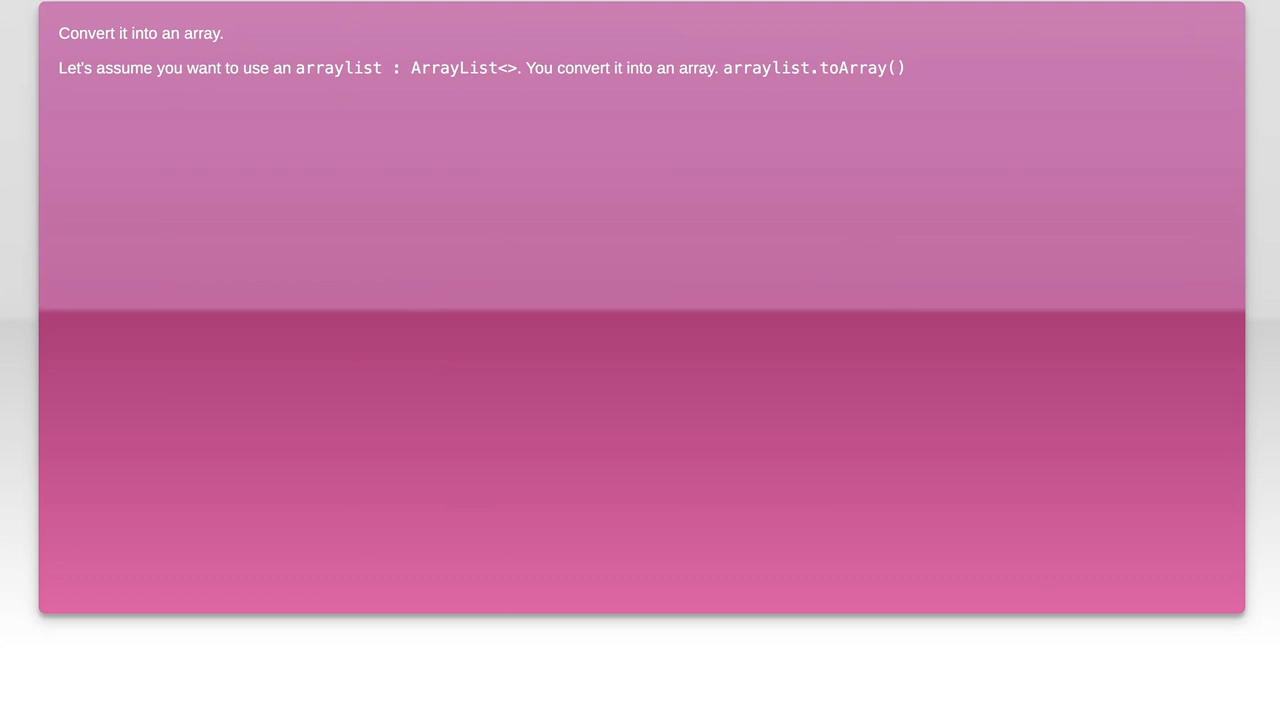 Convert it into an array.
Let's assume you want to use an arraylist : ArrayList<>. You convert it into an array. arraylist.toArray()